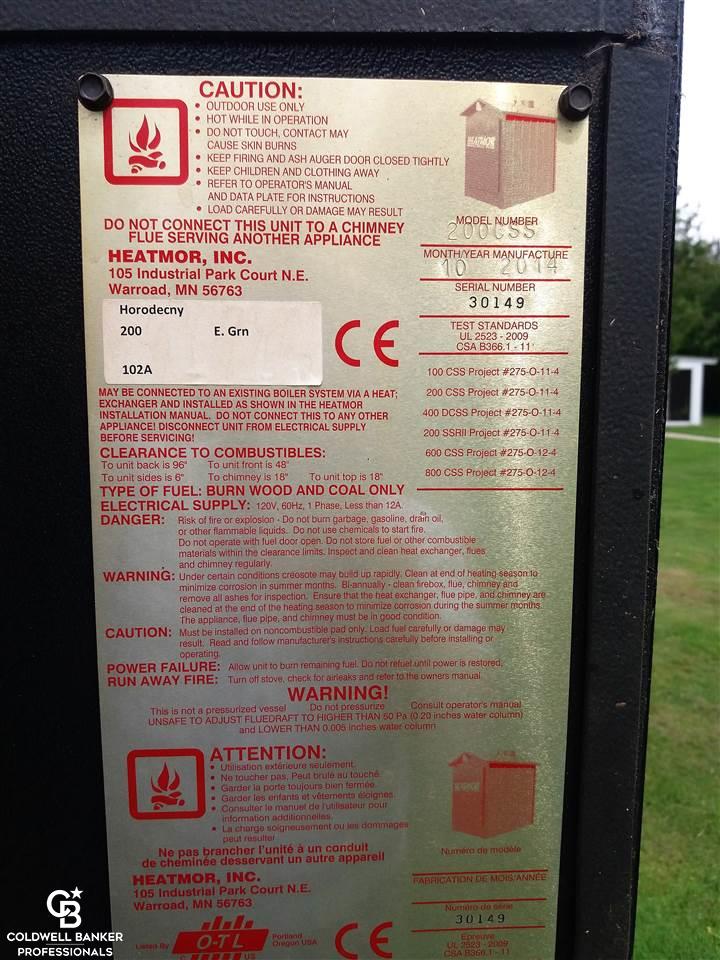 CAUTION:
• OUTDOOR USE ONLY
• HOT WHILE IN OPERATION
• DO NOT TOUCH, CONTACT MAY
CAUSE SKIN BURNS
• KEEP FIRING AND ASH AUGER DOOR CLOSED TIGHTLY
• KEEP CHILDREN AND CLOTHING AWAY
• REFER TO OPERATOR'S MANUAL
AND DATA PLATE FOR INSTRUCTIONS
• LOAD CAREFULLY OR DAMAGE MAY RESULT
DO NOT CONNECT THIS UNIT TO A CHIMNEY
FLUE SERVING ANOTHER APPLIANCE
HEATMOR, INC.
105 Industrial Park Court N.E.
Warroad, MN 56763
Horodecny
200 E. Grn
102A
CE
HEATMOR
MODEL NUMBER
200CSS
MONTH/YEAR MANUFACTURE
10 2014
SERIAL NUMBER
30149
TEST STANDARDS
UL 2523 - 2009
CSA B366.1 - 11
100 CSS Project #275-O-11-4
200 CSS Project #275-O-11-4
400 DCSS Project #275-O-11-4
200 SSRII Project #275-O-11-4
600 CSS Project #275-O-12-4
800 CSS Project #275-O-12-4
MAY BE CONNECTED TO AN EXISTING BOILER SYSTEM VIA A HEAT;
EXCHANGER AND INSTALLED AS SHOWN IN THE HEATMOR
INSTALLATION MANUAL. DO NOT CONNECT THIS TO ANY OTHER
APPLIANCE! DISCONNECT UNIT FROM ELECTRICAL SUPPLY
BEFORE SERVICING!
CLEARANCE TO COMBUSTIBLES:
To unit back is 96" To unit front is 48"
To unit sides is 6" To chimney is 18" To unit top is 18"
TYPE OF FUEL: BURN WOOD AND COAL ONLY
ELECTRICAL SUPPLY: 120V, 60Hz, 1 Phase, Less than 12A
DANGER: Risk of fire or explosion - Do not burn garbage, gasoline, drain oil,
or other flammable liquids. Do not use chemicals to start fire.
Do not operate with fuel door open. Do not store fuel or other combustible
materials within the clearance limits. Inspect and clean heat exchanger, flues
and chimney regularly.
WARNING: Under certain conditions creosote may build up rapidly. Clean at end of heating season to
minimize corrosion in summer months. Bi-annually - clean firebox, flue, chimney and
remove all ashes for inspection. Ensure that the heat exchanger, flue pipe, and chimney are
cleaned at the end of the heating season to minimize corrosion during the summer months.
The appliance, flue pipe, and chimney must be in good condition.
CAUTION: Must be installed on noncombustible pad only. Load fuel carefully or damage may
result. Read and follow manufacturer's instructions carefully before installing or
operating.
POWER FAILURE: Allow unit to burn remaining fuel. Do not refuel until power is restored.
RUN AWAY FIRE: Turn off stove, check for airleaks and refer to the owners manual
WARNING!
This is not a pressurized vessel Do not pressurize Consult operator's manual
UNSAFE TO ADJUST FLUEDRAFT TO HIGHER THAN 50 Pa (0.20 inches water column)
and LOWER THAN 0.005 inches water column
ATTENTION:
• Utilisation extérieure seulement.
• Ne toucher pas. Peut brulé au touché.
• Garder la porte toujours bien fermée.
• Garder les enfants et vêtements éloignes.
• Consulter le manuel de l'utilisateur pour
information additionnelles.
• La charge soigneusement ou les dommages
peut resulter
Ne pas brancher l'unité à un conduit
de cheminée desservant un autre appareil
HEATMOR, INC.
105 Industrial Park Court N.E.
Warroad, MN 56763
Listed By O-TL Portland
Oregon USA
US
CE
Numéro de modèle
FABRICATION DE MOIS/ANNÉE
Numéro de série
30149
Épreuve
UL 2523 - 2009
CSA B366.1 - 11
CB
COLDWELL BANKER
PROFESSIONALS